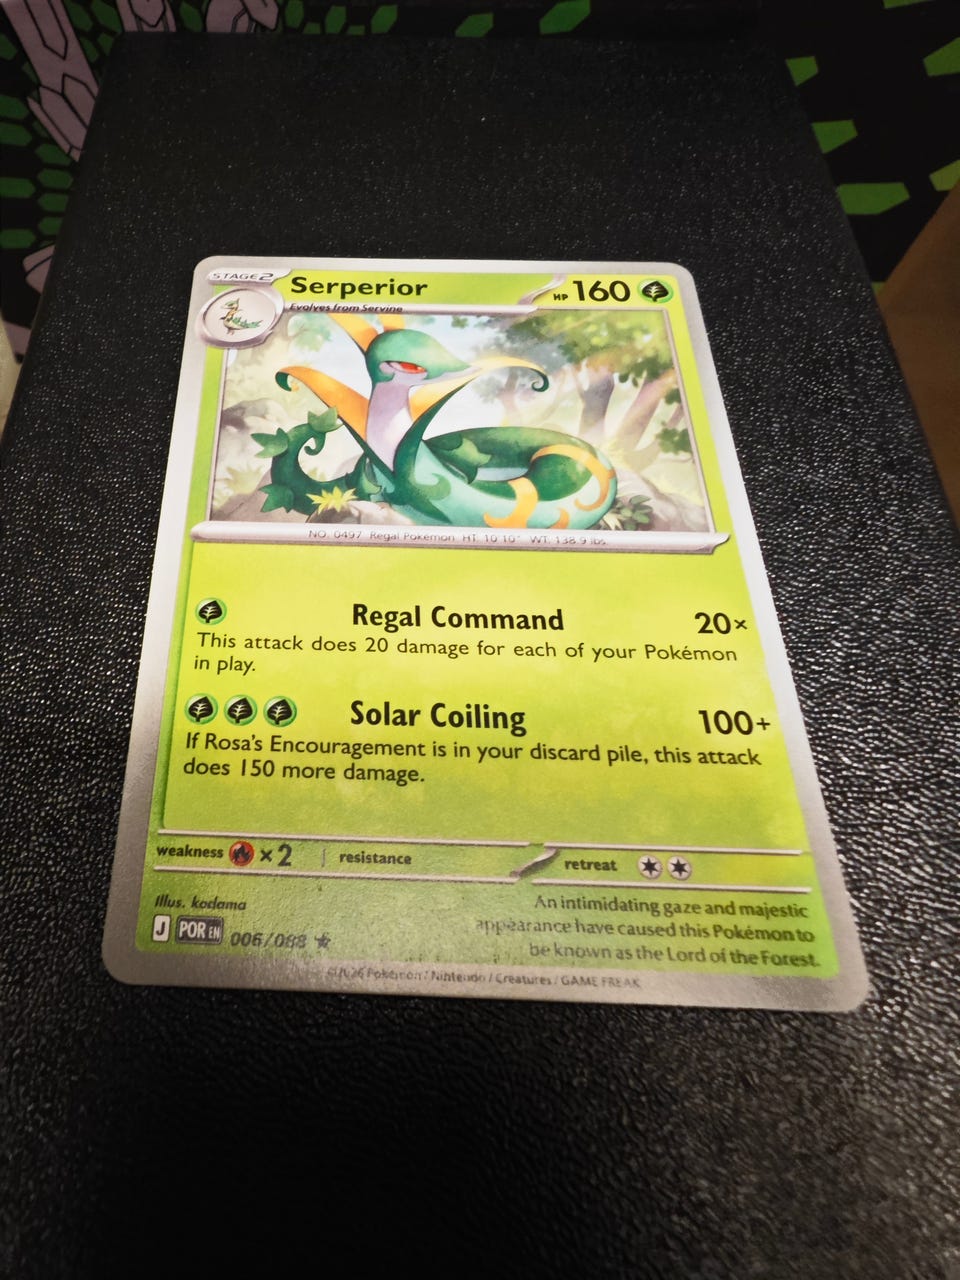 STAGE2 Serperior HP 160
Evolves from Servine
NO. 0497 Regal Pokémon HT: 10'10" WT: 138.9 lbs.
Regal Command 20×
This attack does 20 damage for each of your Pokémon
in play.
Solar Coiling 100+
If Rosa's Encouragement is in your discard pile, this attack
does 150 more damage.
weakness ×2 resistance retreat
Illus. kodama
An intimidating gaze and majestic
appearance have caused this Pokémon to
be known as the Lord of the Forest.
J POR EN 006/088 ★
©2026 Pokémon / Nintendo / Creatures / GAME FREAK